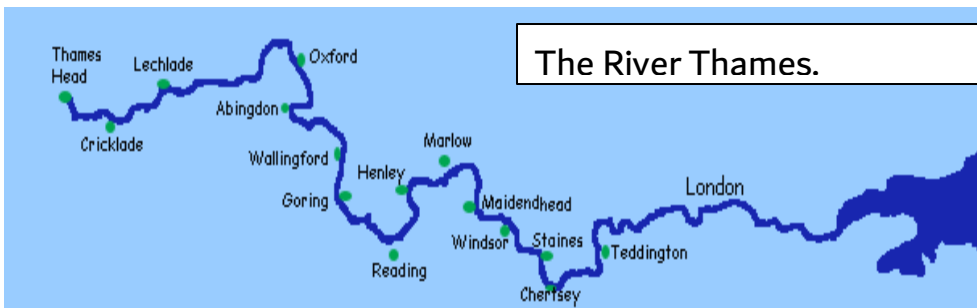 The River Thames.
Thames
Head
Cricklade
Lechlade
Oxford
Abingdon
Wallingford
Goring
Reading
Henley
Marlow
Maidendhead
Windsor
Staines
Chertsey
Teddington
London